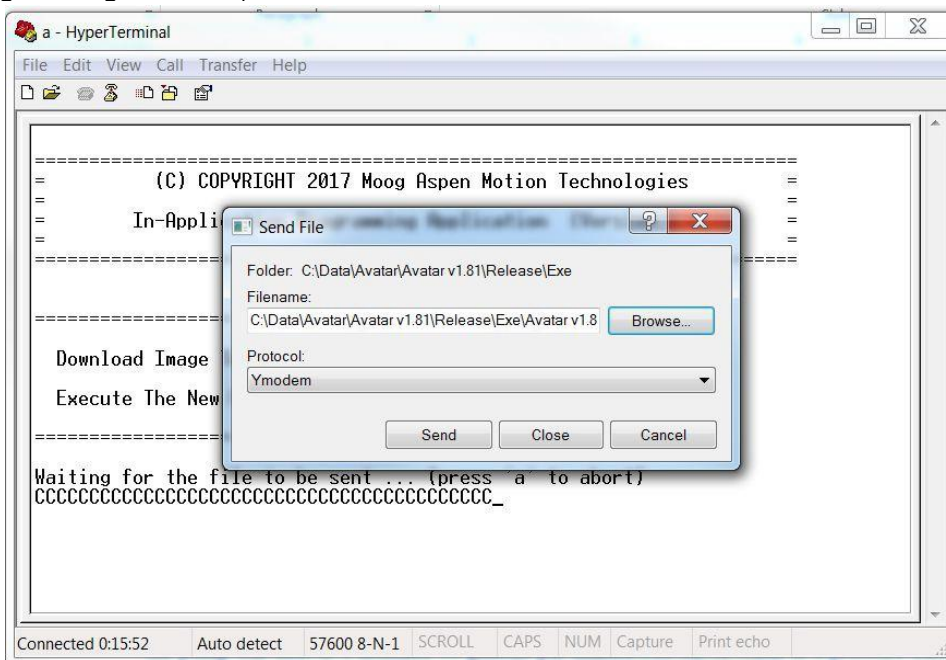 a - HyperTerminal
File Edit View Call Transfer Help
==========================================================================
= (C) COPYRIGHT 2017 Moog Aspen Motion Technologies =
= =
= In-Appli =
= =
Send File
Folder: C:\Data\Avatar\Avatar v1.81\Release\Exe
Filename:
C:\Data\Avatar\Avatar v1.81\Release\Exe\Avatar v1.8
Browse...
Download Image
Protocol:
Ymodem
Execute The New
Send Close Cancel
Waiting for the file to be sent ... (press 'a' to abort)
CCCCCCCCCCCCCCCCCCCCCCCCCCCCCCCCCCCCCCCCCC_
Connected 0:15:52 Auto detect 57600 8-N-1 SCROLL CAPS NUM Capture Print echo